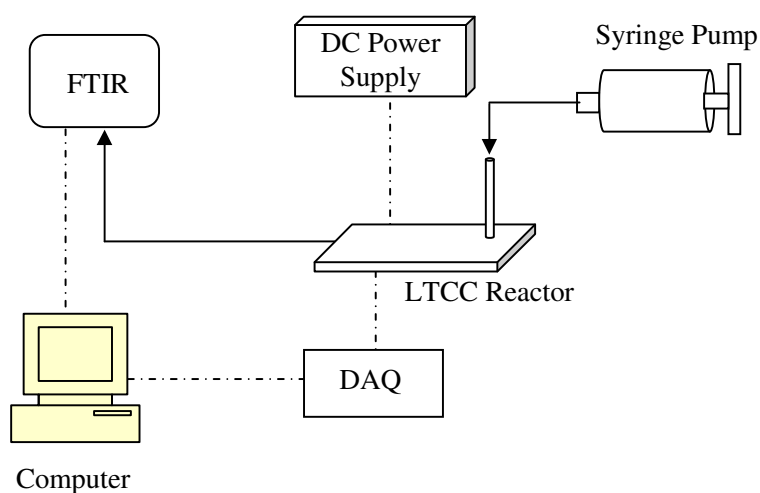 FTIR
DC Power
Supply
Syringe Pump
LTCC Reactor
DAQ
Computer